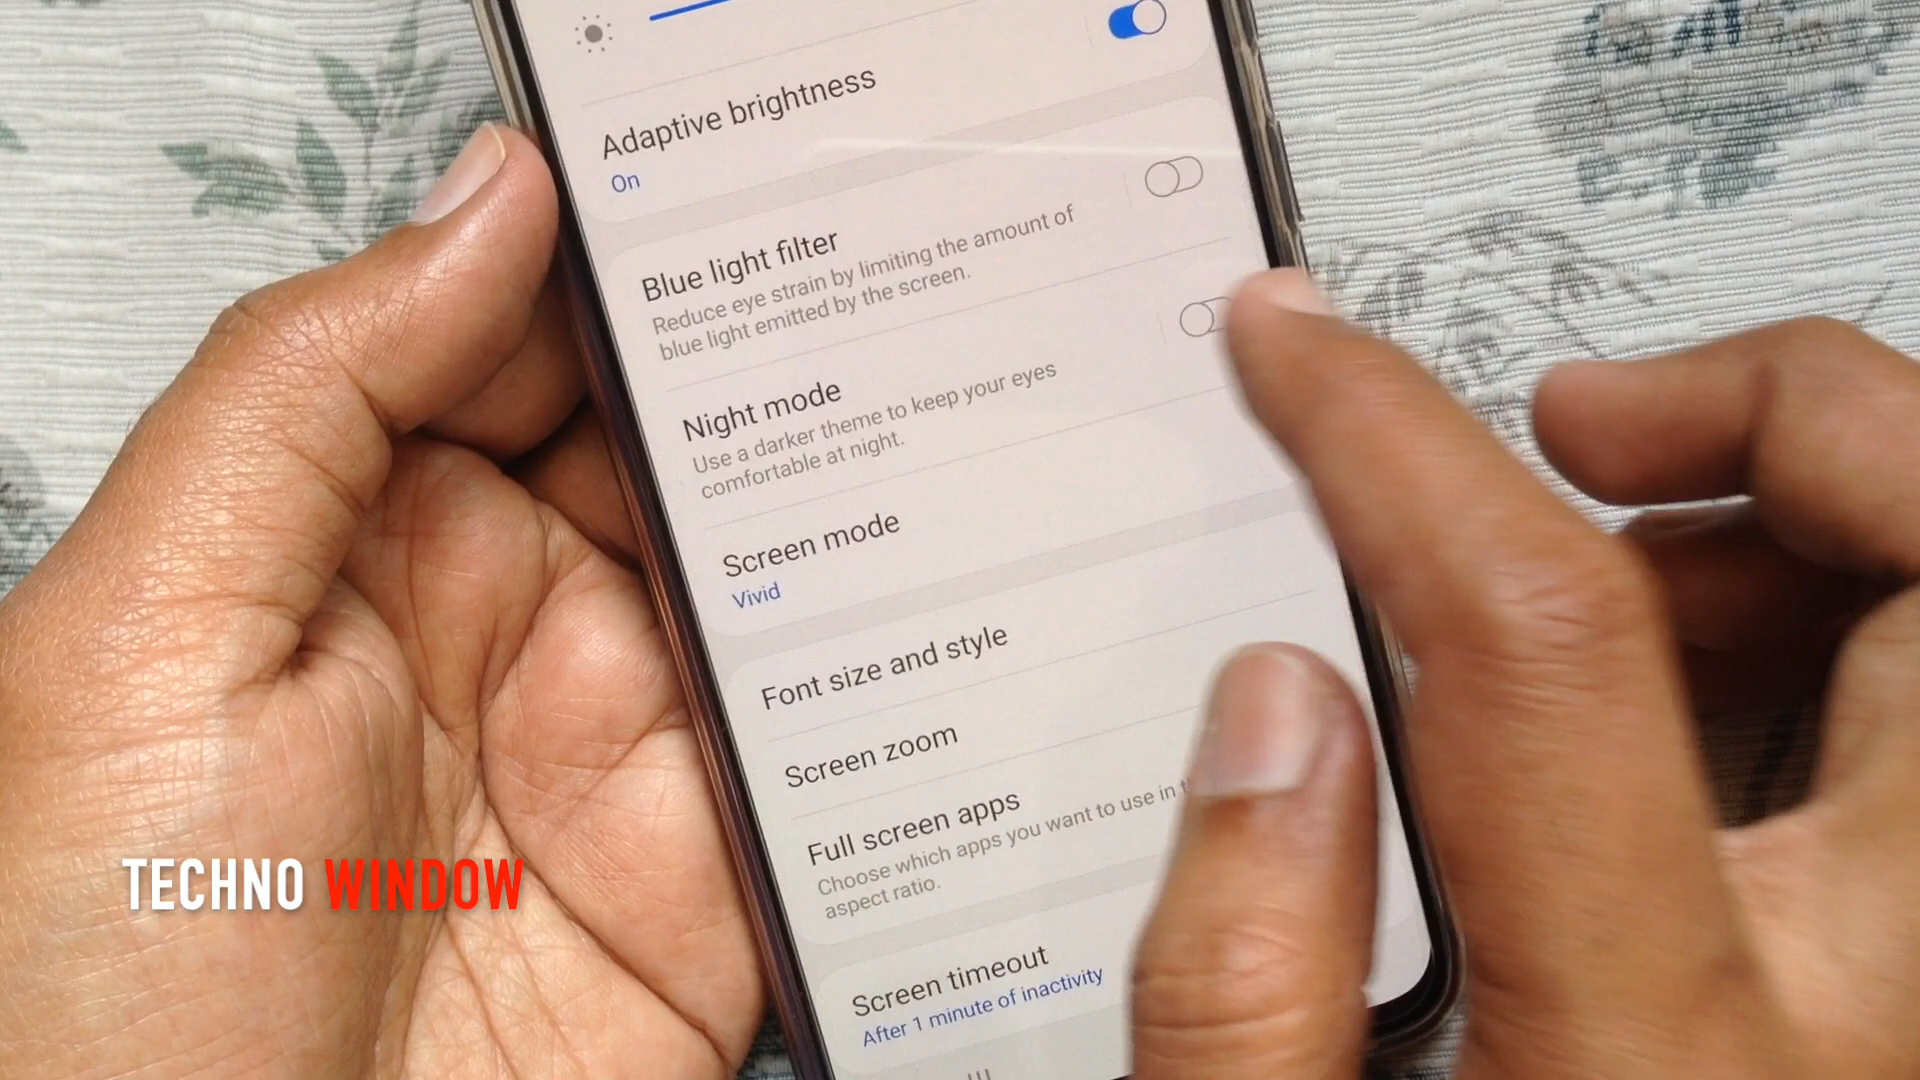 Adaptive brightness
On
Blue light filter
Reduce eye strain by limiting the amount of
blue light emitted by the screen.
Night mode
Use a darker theme to keep your eyes
comfortable at night.
Screen mode
Vivid
Font size and style
Screen zoom
Full screen apps
Choose which apps you want to use in
aspect ratio.
Screen timeout
After 1 minute of inactivity
TECHNO WINDOW